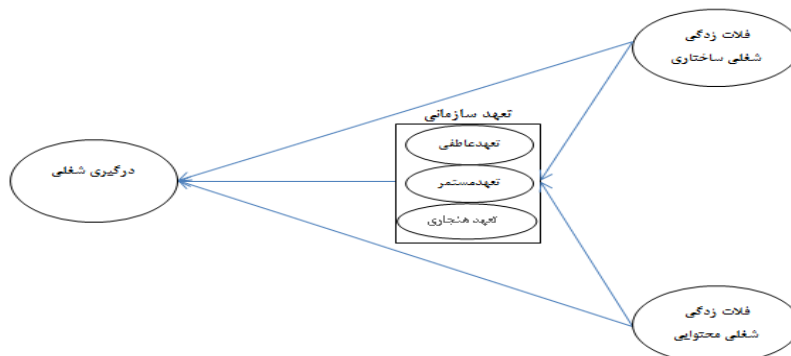 فلات زدگی
شغلی ساختاری
تعهد سازمانی
تعهدعاطفی
تعهدمستمر
تعهد هنجاری
درگیری شغلی
فلات زدگی
شغلی محتوایی